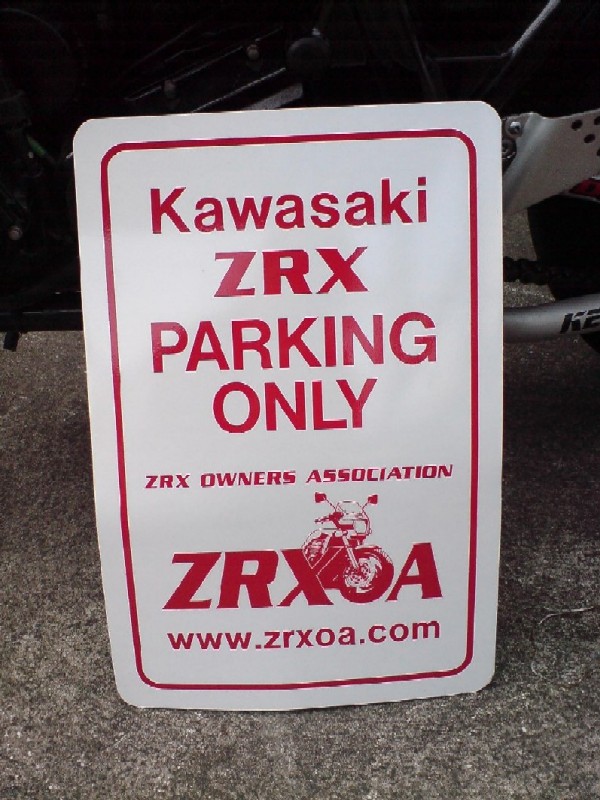 Kawasaki
ZRX
PARKING
ONLY
ZRX OWNERS ASSOCIATION
ZRXOA
www.zrxoa.com